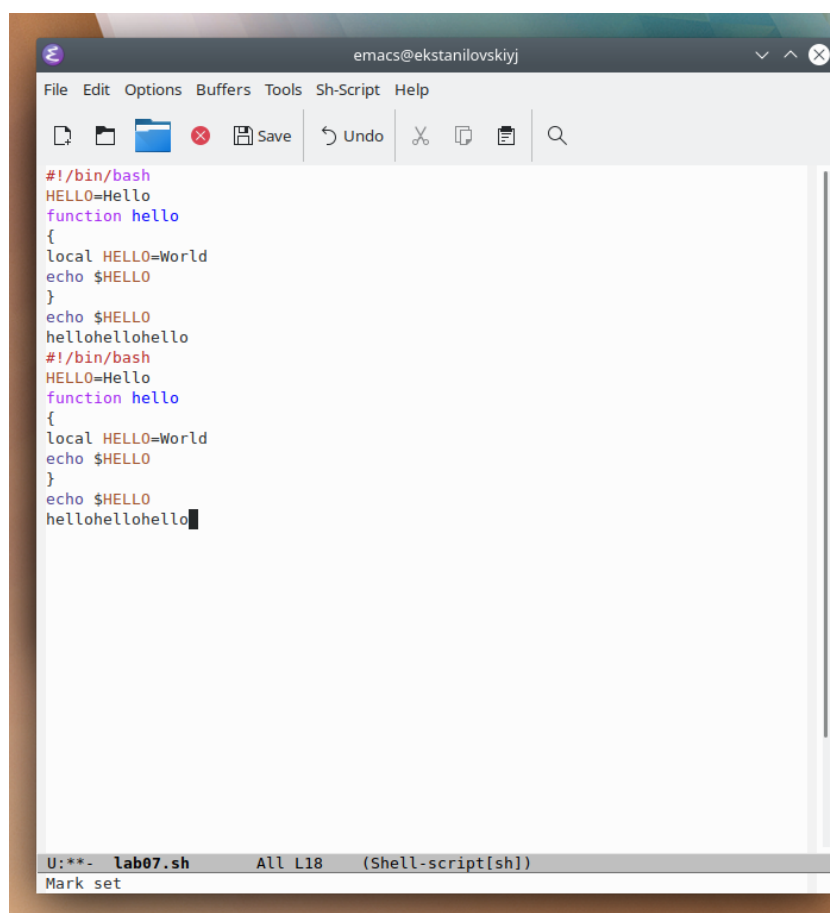 emacs@ekstanilovskiyj
File Edit Options Buffers Tools Sh-Script Help
Save Undo
#!/bin/bash
HELLO=Hello
function hello
{
local HELLO=World
echo $HELLO
}
echo $HELLO
hellohellohello
#!/bin/bash
HELLO=Hello
function hello
{
local HELLO=World
echo $HELLO
}
echo $HELLO
hellohellohello
U:**- lab07.sh All L18 (Shell-script[sh])
Mark set